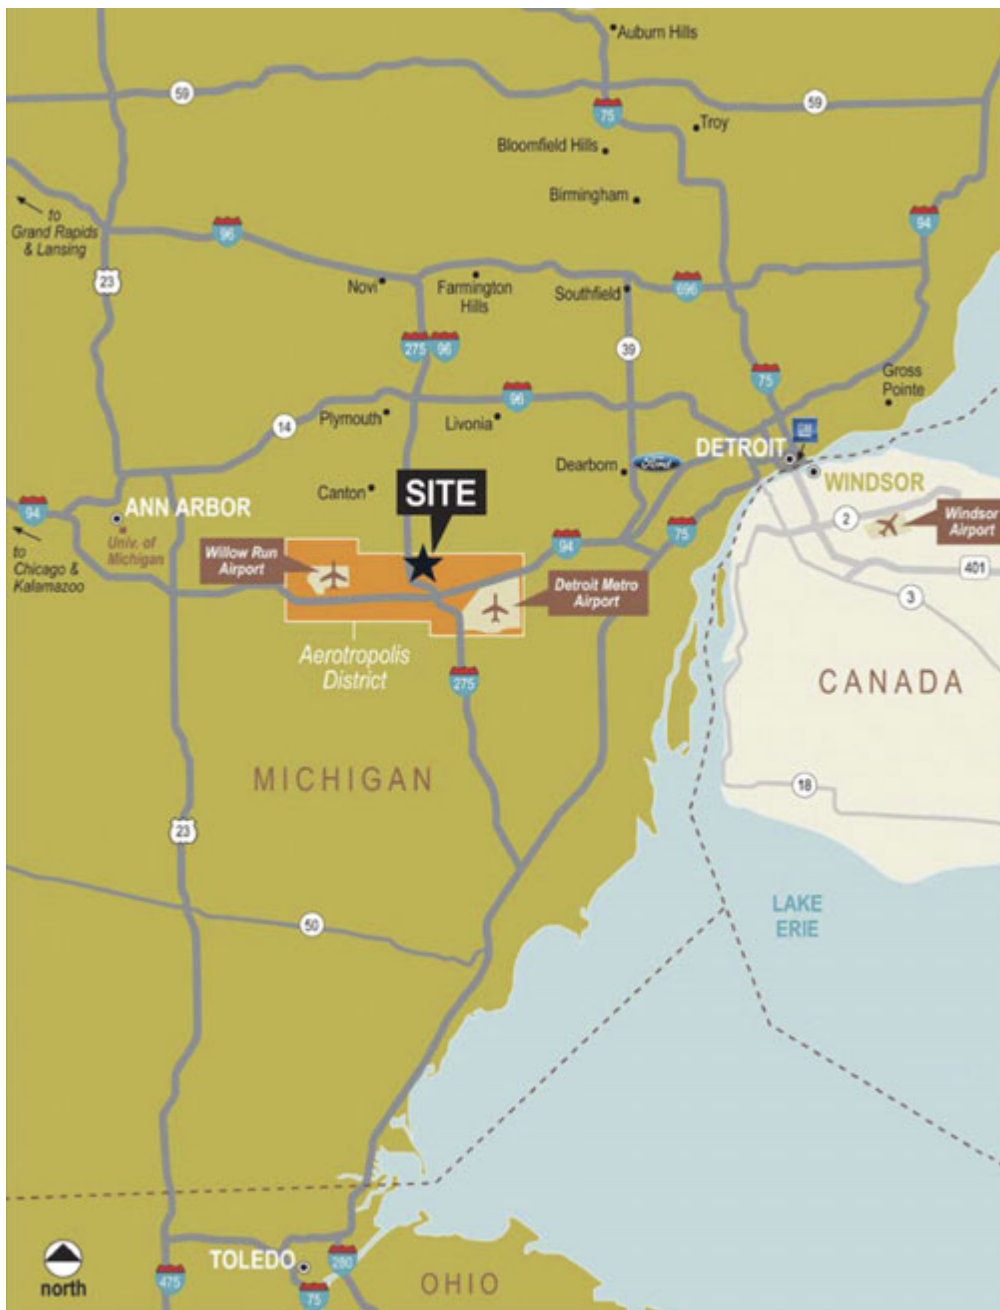 Auburn Hills
59
59
75
Troy
Bloomfield Hills
Birmingham
to
Grand Rapids
& Lansing
96
94
23
Novi
Farmington
Hills
Southfield
696
275
96
39
75
Gross
Pointe
96
Plymouth
Livonia
14
GM
DETROIT
Dearborn
Ford
WINDSOR
Canton
SITE
94
ANN ARBOR
Univ. of
Michigan
2
Windsor
Airport
to
Chicago &
Kalamazoo
Willow Run
Airport
94
75
401
Detroit Metro
Airport
3
Aerotropolis
District
275
CANADA
MICHIGAN
18
23
50
LAKE
ERIE
north
TOLEDO
475
280
75
OHIO